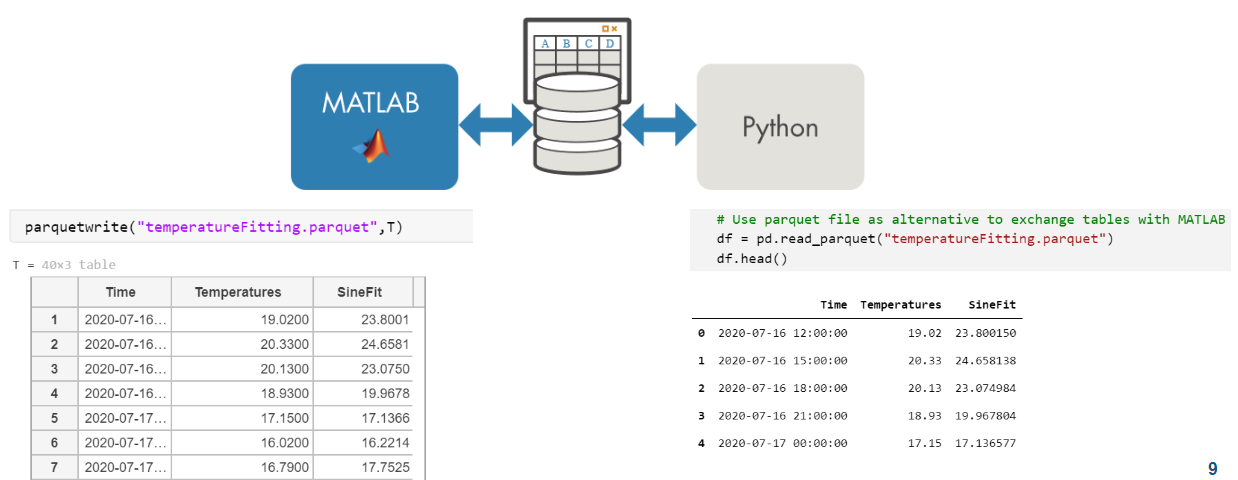 A B C D
MATLAB
Python
parquetwrite("temperatureFitting.parquet",T)
T = 40×3 table
Time Temperatures SineFit
1 2020-07-16... 19.0200 23.8001
2 2020-07-16... 20.3300 24.6581
3 2020-07-16... 20.1300 23.0750
4 2020-07-16... 18.9300 19.9678
5 2020-07-17... 17.1500 17.1366
6 2020-07-17... 16.0200 16.2214
7 2020-07-17... 16.7900 17.7525
# Use parquet file as alternative to exchange tables with MATLAB
df = pd.read_parquet("temperatureFitting.parquet")
df.head()
Time Temperatures SineFit
0 2020-07-16 12:00:00 19.02 23.800150
1 2020-07-16 15:00:00 20.33 24.658138
2 2020-07-16 18:00:00 20.13 23.074984
3 2020-07-16 21:00:00 18.93 19.967804
4 2020-07-17 00:00:00 17.15 17.136577
9